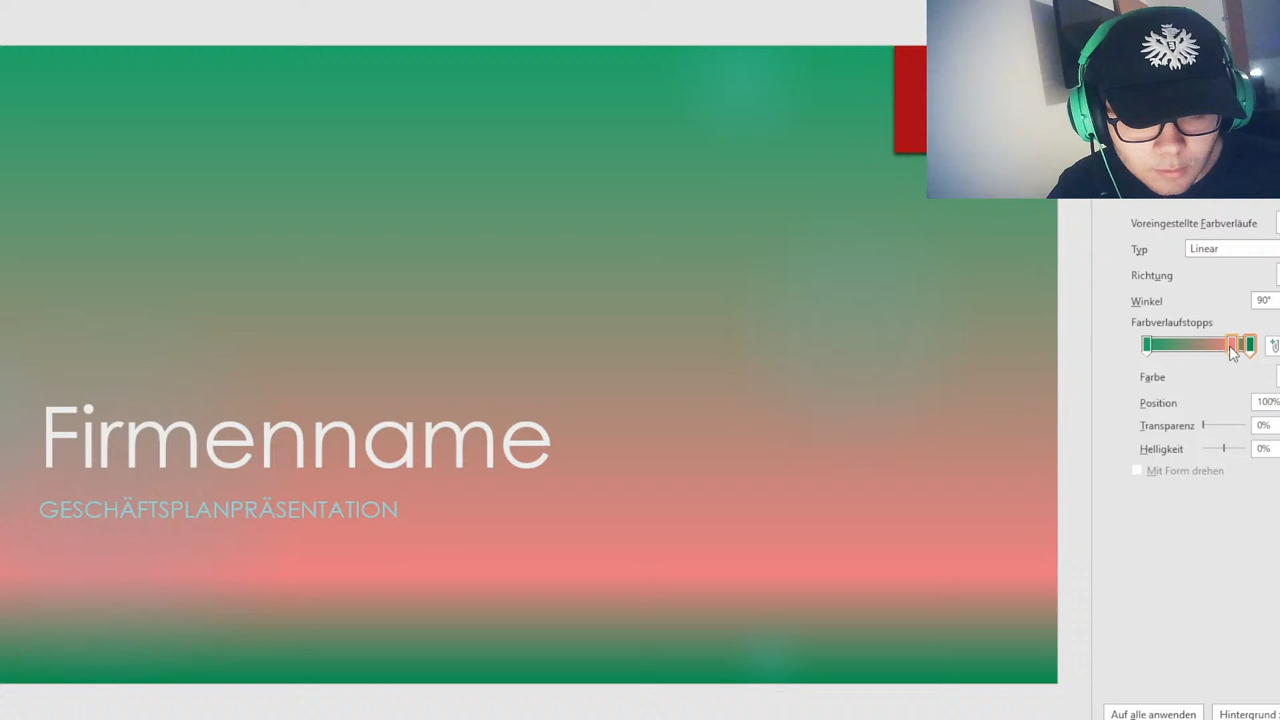 Voreingestellte Farbverläufe
Typ
Linear
Richtung
Winkel
90°
Farbverlaufstopps
Farbe
Position
100%
Transparenz
0%
Helligkeit
0%
Mit Form drehen
Firmenname
GESCHÄFTSPLANPRÄSENTATION
Auf alle anwenden
Hintergrund